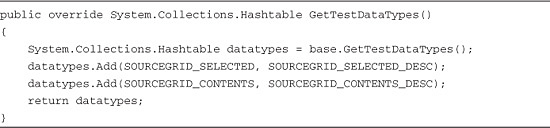 public override System.Collections.Hashtable GetTestDataTypes()
{
    System.Collections.Hashtable datatypes = base.GetTestDataTypes();
    datatypes.Add(SOURCEGRID_SELECTED, SOURCEGRID_SELECTED_DESC);
    datatypes.Add(SOURCEGRID_CONTENTS, SOURCEGRID_CONTENTS_DESC);
    return datatypes;
}